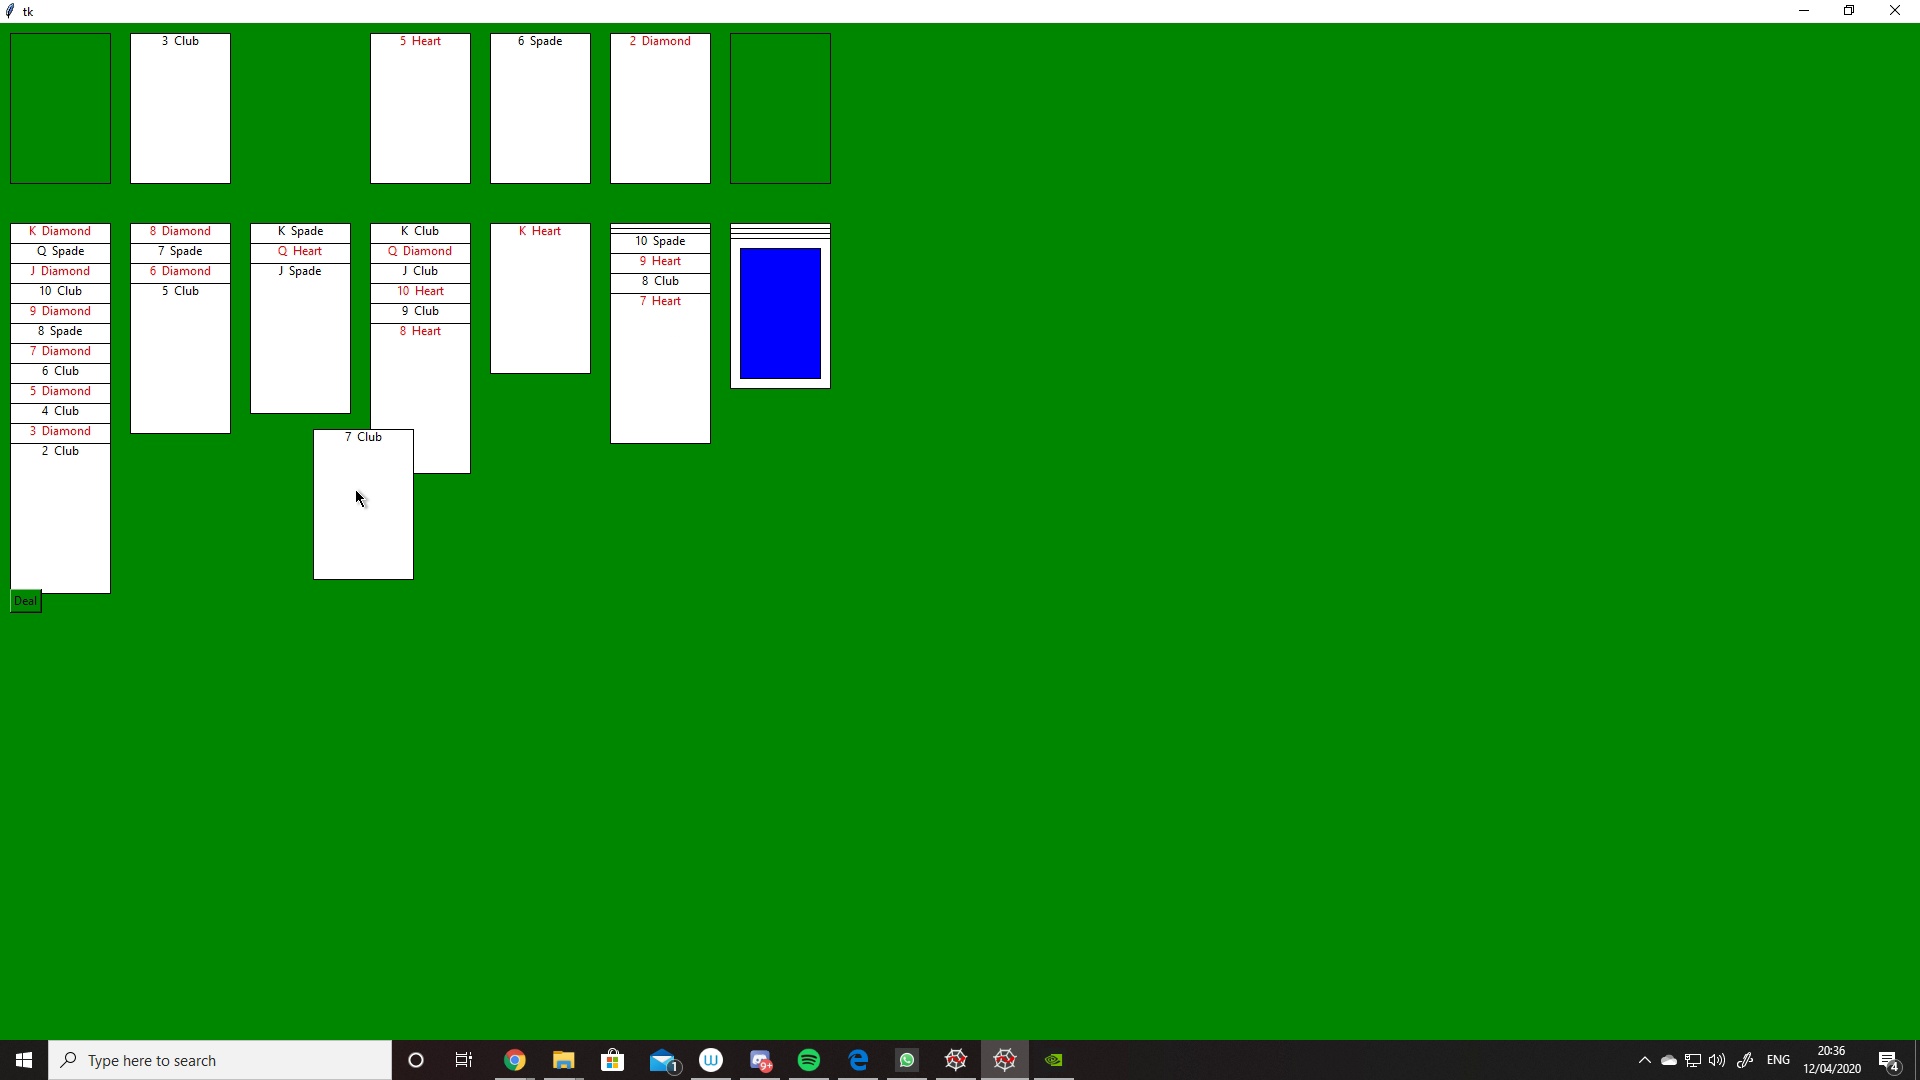 tk
3 Club
5 Heart
6 Spade
2 Diamond
K Diamond
Q Spade
J Diamond
10 Club
9 Diamond
8 Spade
7 Diamond
6 Club
5 Diamond
4 Club
3 Diamond
2 Club
8 Diamond
7 Spade
6 Diamond
5 Club
K Spade
Q Heart
J Spade
K Club
Q Diamond
J Club
10 Heart
9 Club
8 Heart
K Heart
10 Spade
9 Heart
8 Club
7 Heart
7 Club
Deal
Type here to search
1
W
9+
ENG
20:36
12/04/2020
4